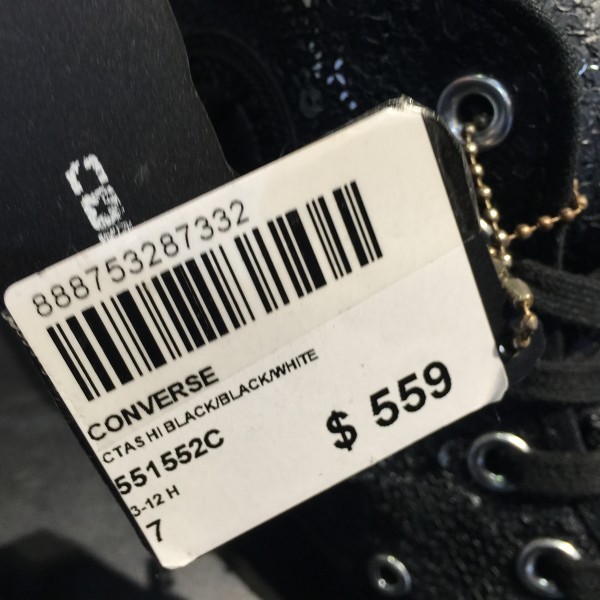 888753287332
CONVERSE
CTAS HI BLACK/BLACK/WHITE
551552C
$ 559
3-12 H
7